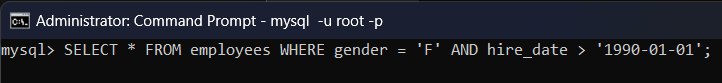 Administrator: Command Prompt - mysql  -u root -p
mysql> SELECT * FROM employees WHERE gender = 'F' AND hire_date > '1990-01-01';